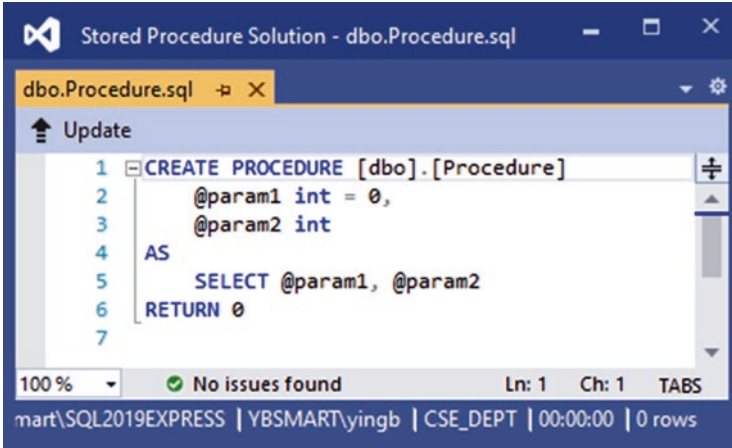 Stored Procedure Solution - dbo.Procedure.sql
dbo.Procedure.sql
Update
1 CREATE PROCEDURE [dbo].[Procedure]
2 @param1 int = 0,
3 @param2 int
4 AS
5 SELECT @param1, @param2
6 RETURN 0
7
100 % No issues found Ln: 1 Ch: 1 TABS
mart\SQL2019EXPRESS | YBSMART\yingb | CSE_DEPT | 00:00:00 | 0 rows